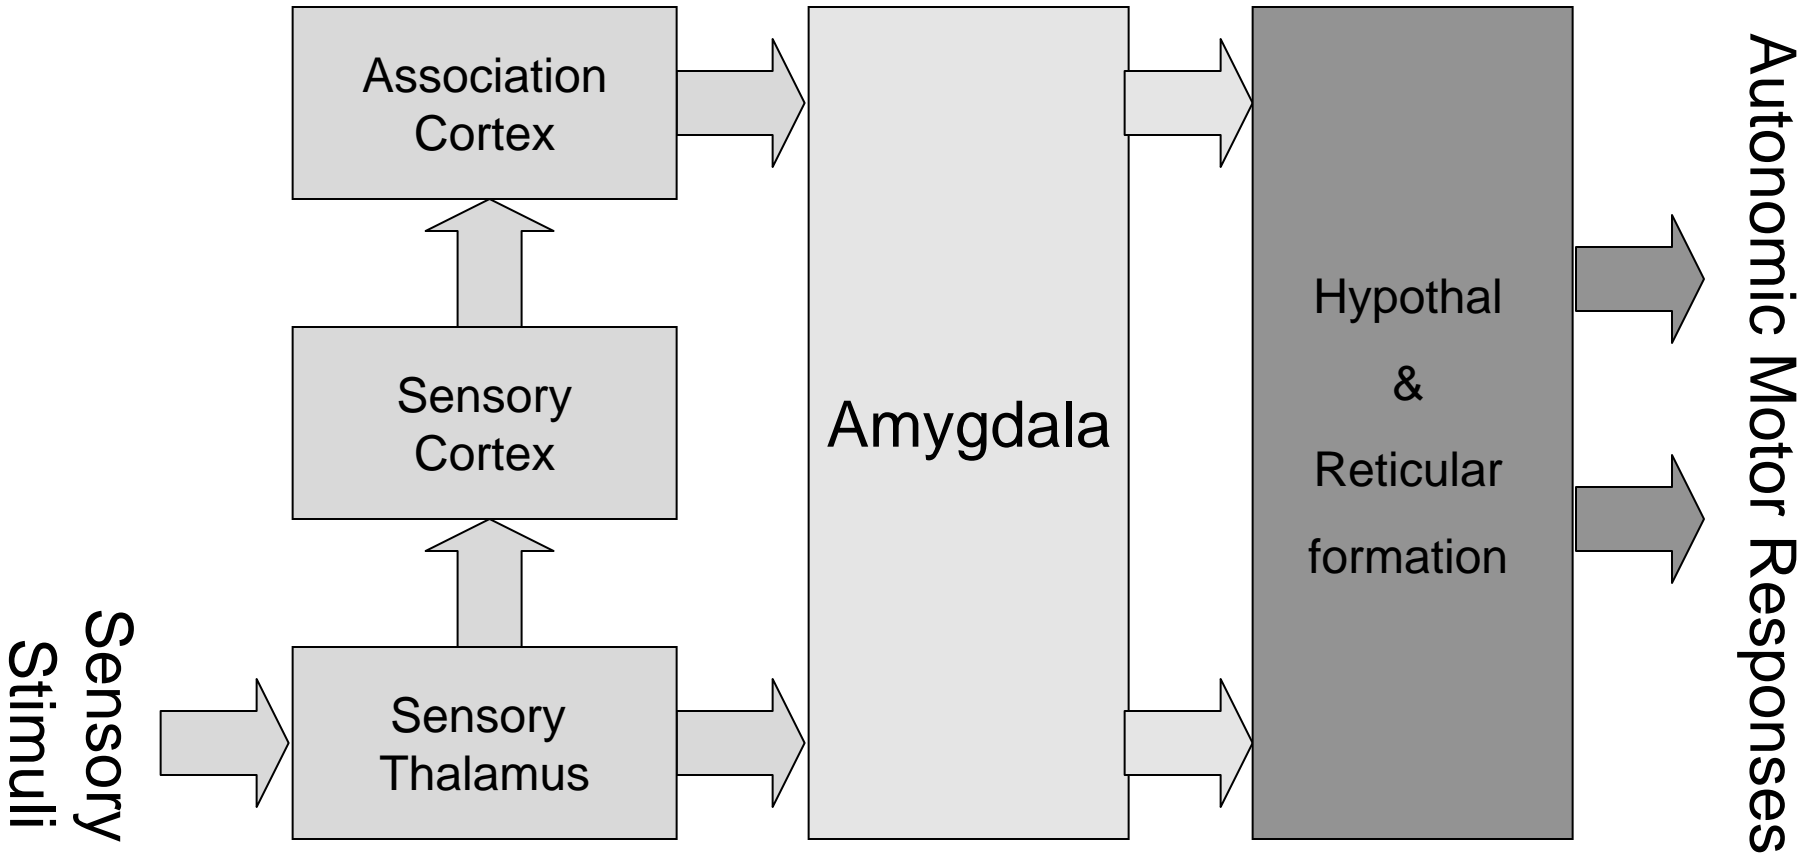 Association
Cortex
Sensory
Cortex
Sensory
Stimuli
Sensory
Thalamus
Amygdala
Hypothal
&
Reticular
formation
Autonomic Motor Responses